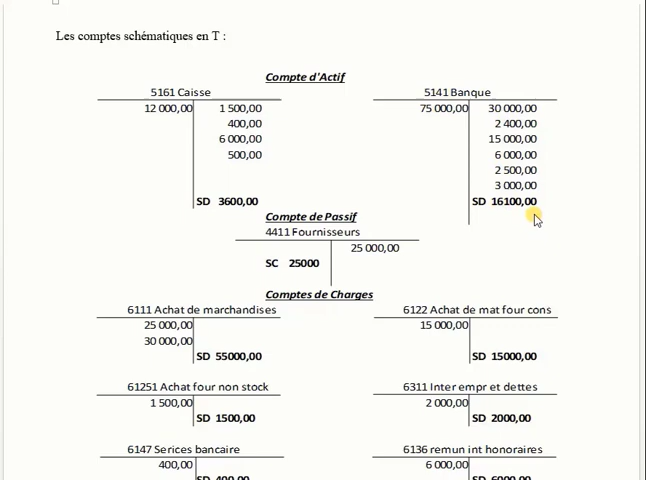 Les comptes schématiques en T :
Compte d'Actif
5161 Caisse 5141 Banque
12 000,00 1 500,00 75 000,00 30 000,00
400,00 2 400,00
6 000,00 15 000,00
500,00 6 000,00
2 500,00
3 000,00
SD 3600,00 SD 16100,00
Compte de Passif
4411 Fournisseurs
25 000,00
SC 25000
Comptes de Charges
6111 Achat de marchandises 6122 Achat de mat four cons
25 000,00 15 000,00
30 000,00
SD 55000,00 SD 15000,00
61251 Achat four non stock 6311 Inter empr et dettes
1 500,00 2 000,00
SD 1500,00 SD 2000,00
6147 Serices bancaire 6136 remun int honoraires
400,00 6 000,00
SD 400,00 SD 6000,00